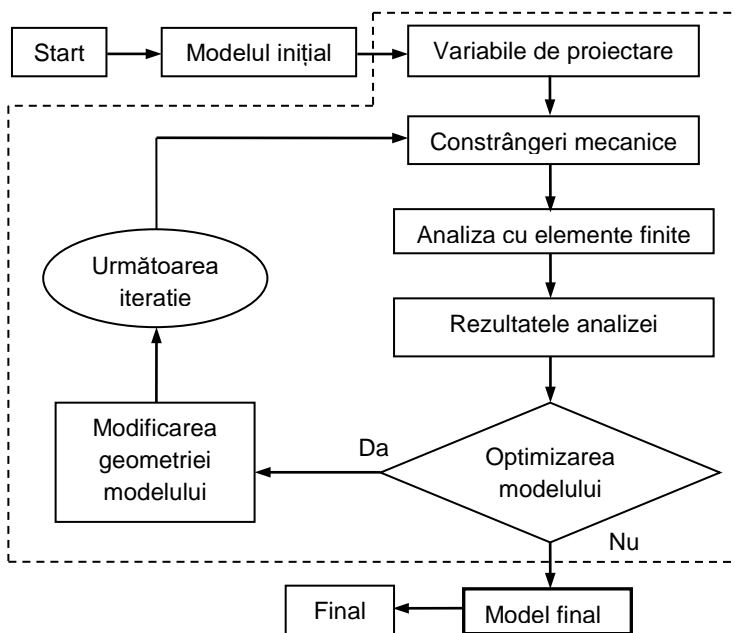 Start
Modelul inițial
Variabile de proiectare
Constrângeri mecanice
Analiza cu elemente finite
Următoarea
iteratie
Rezultatele analizei
Modificarea
geometriei
modelului
Da
Optimizarea
modelului
Nu
Final
Model final